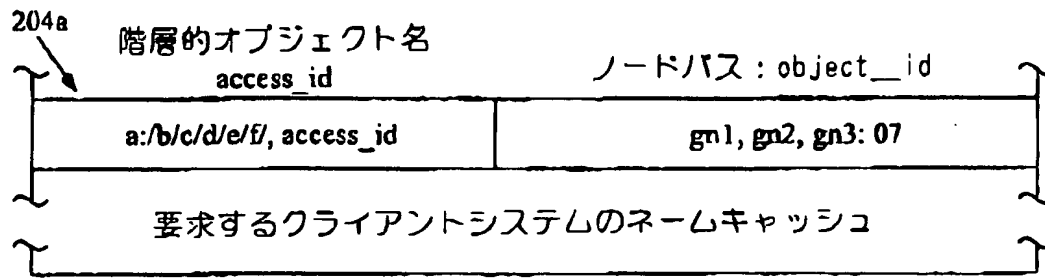 204a
階層的オブジェクト名
access_id
ノードパス：object__id
a:/b/c/d/e/f/, access_id
gn1, gn2, gn3: 07
要求するクライアントシステムのネームキャッシュ